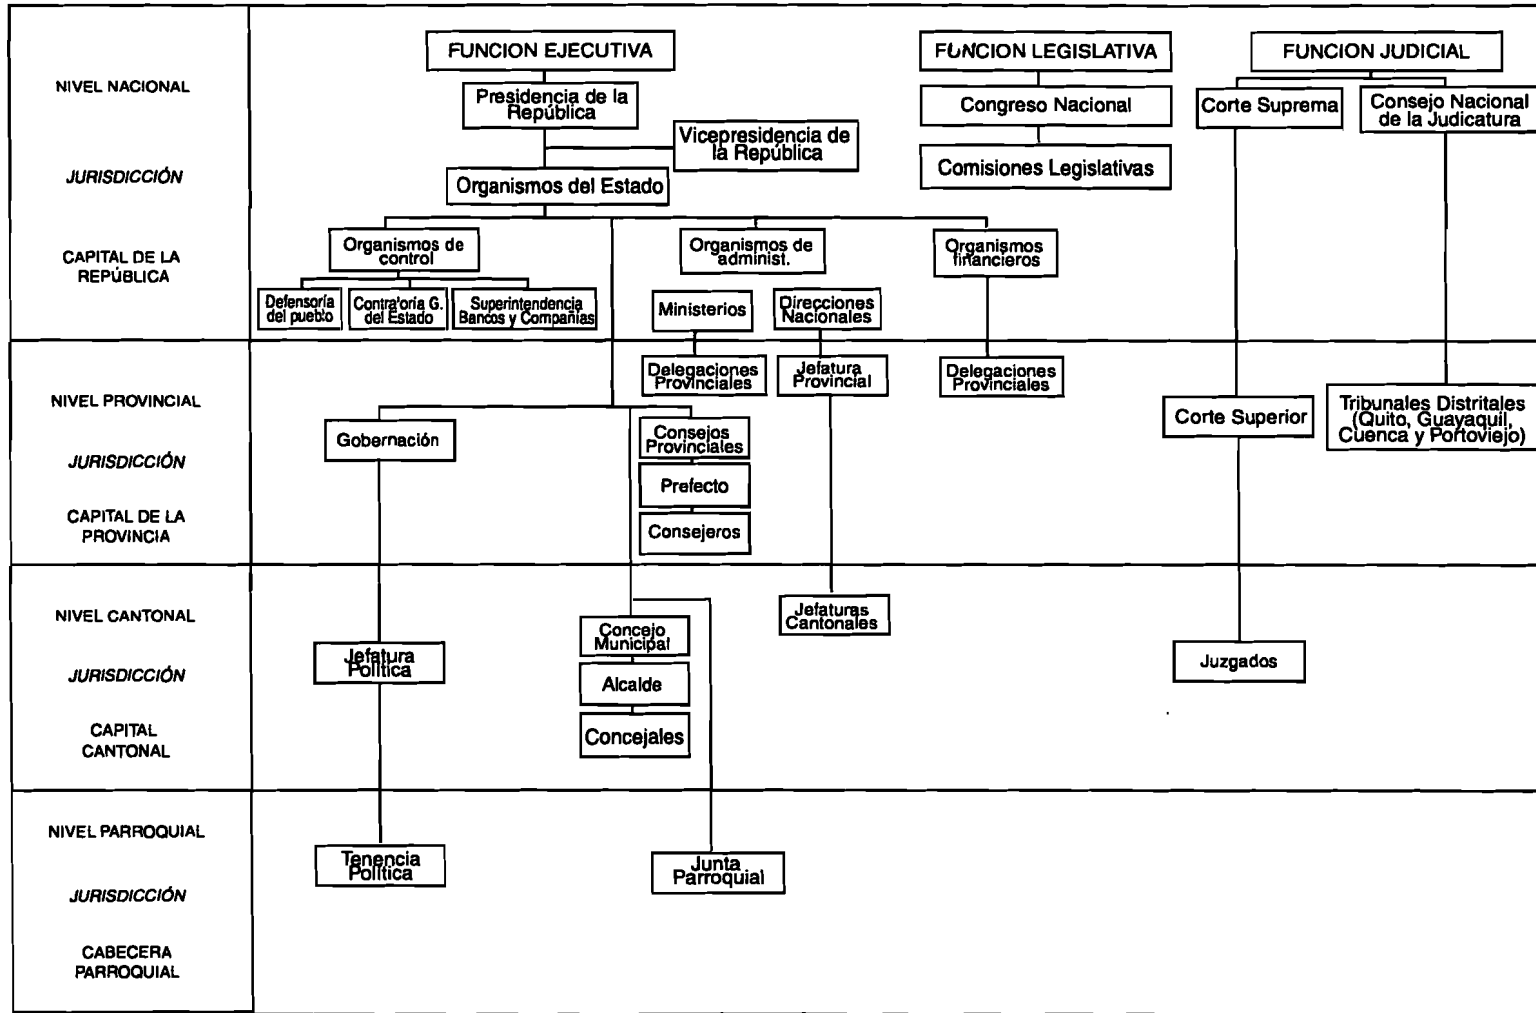 FUNCION EJECUTIVA
FUNCION LEGISLATIVA
FUNCION JUDICIAL
NIVEL NACIONAL
Presidencia de la
República
Congreso Nacional
Corte Suprema
Consejo Nacional
de la Judicatura
Vicepresidencia de
la República
JURISDICCIÓN
Organismos del Estado
Comisiones Legislativas
CAPITAL DE LA
REPÚBLICA
Organismos de
control
Organismos de
administ.
Organismos
financieros
Defensoría
del pueblo
Contraloría G.
del Estado
Superintendencia
Bancos y Compañías
Ministerios
Direcciones
Nacionales
NIVEL PROVINCIAL
Delegaciones
Provinciales
Jefatura
Provincial
Delegaciones
Provinciales
Gobernación
Consejos
Provinciales
Corte Superior
Tribunales Distritales
(Quito, Guayaquil,
Cuenca y Portoviejo)
JURISDICCIÓN
Prefecto
CAPITAL DE LA
PROVINCIA
Consejeros
NIVEL CANTONAL
Concejo
Municipal
Jefaturas
Cantonales
Jefatura
Política
Juzgados
JURISDICCIÓN
Alcalde
CAPITAL
CANTONAL
Concejales
NIVEL PARROQUIAL
Tenencia
Política
Junta
Parroquial
JURISDICCIÓN
CABECERA
PARROQUIAL